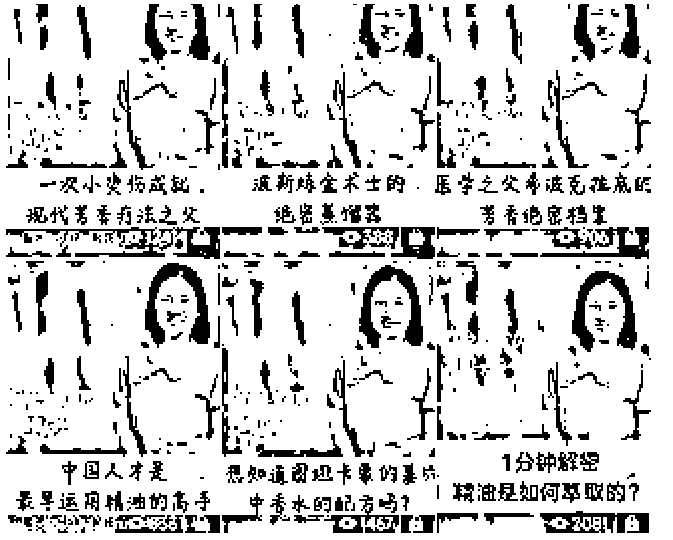 一次小烫伤成就
现代芳香疗法之父
波斯炼金术士的
绝密蒸馏器
医学之父希波克拉底的
芳香绝密档案
中国人才是
最早运用精油的高手
想知道图坦卡蒙的墓穴
中香水的配方吗？
1分钟解密
精油是如何萃取的？
1467
2081